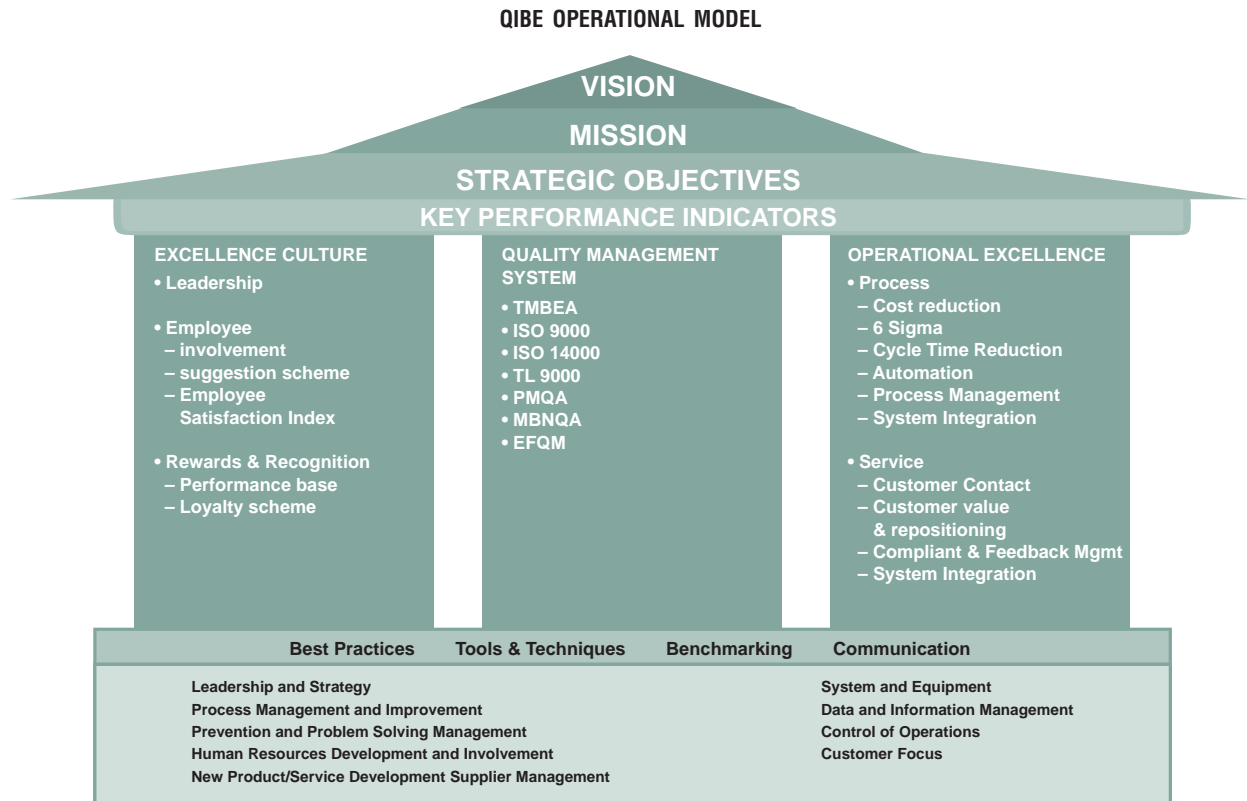 QIBE OPERATIONAL MODEL
VISION
MISSION
STRATEGIC OBJECTIVES
KEY PERFORMANCE INDICATORS
EXCELLENCE CULTURE
• Leadership
• Employee
– involvement
– suggestion scheme
– Employee
Satisfaction Index
• Rewards & Recognition
– Performance base
– Loyalty scheme
QUALITY MANAGEMENT
SYSTEM
• TMBEA
• ISO 9000
• ISO 14000
• TL 9000
• PMQA
• MBNQA
• EFQM
OPERATIONAL EXCELLENCE
• Process
– Cost reduction
– 6 Sigma
– Cycle Time Reduction
– Automation
– Process Management
– System Integration
• Service
– Customer Contact
– Customer value
& repositioning
– Compliant & Feedback Mgmt
– System Integration
Best Practices Tools & Techniques Benchmarking Communication
Leadership and Strategy
Process Management and Improvement
Prevention and Problem Solving Management
Human Resources Development and Involvement
New Product/Service Development Supplier Management
System and Equipment
Data and Information Management
Control of Operations
Customer Focus